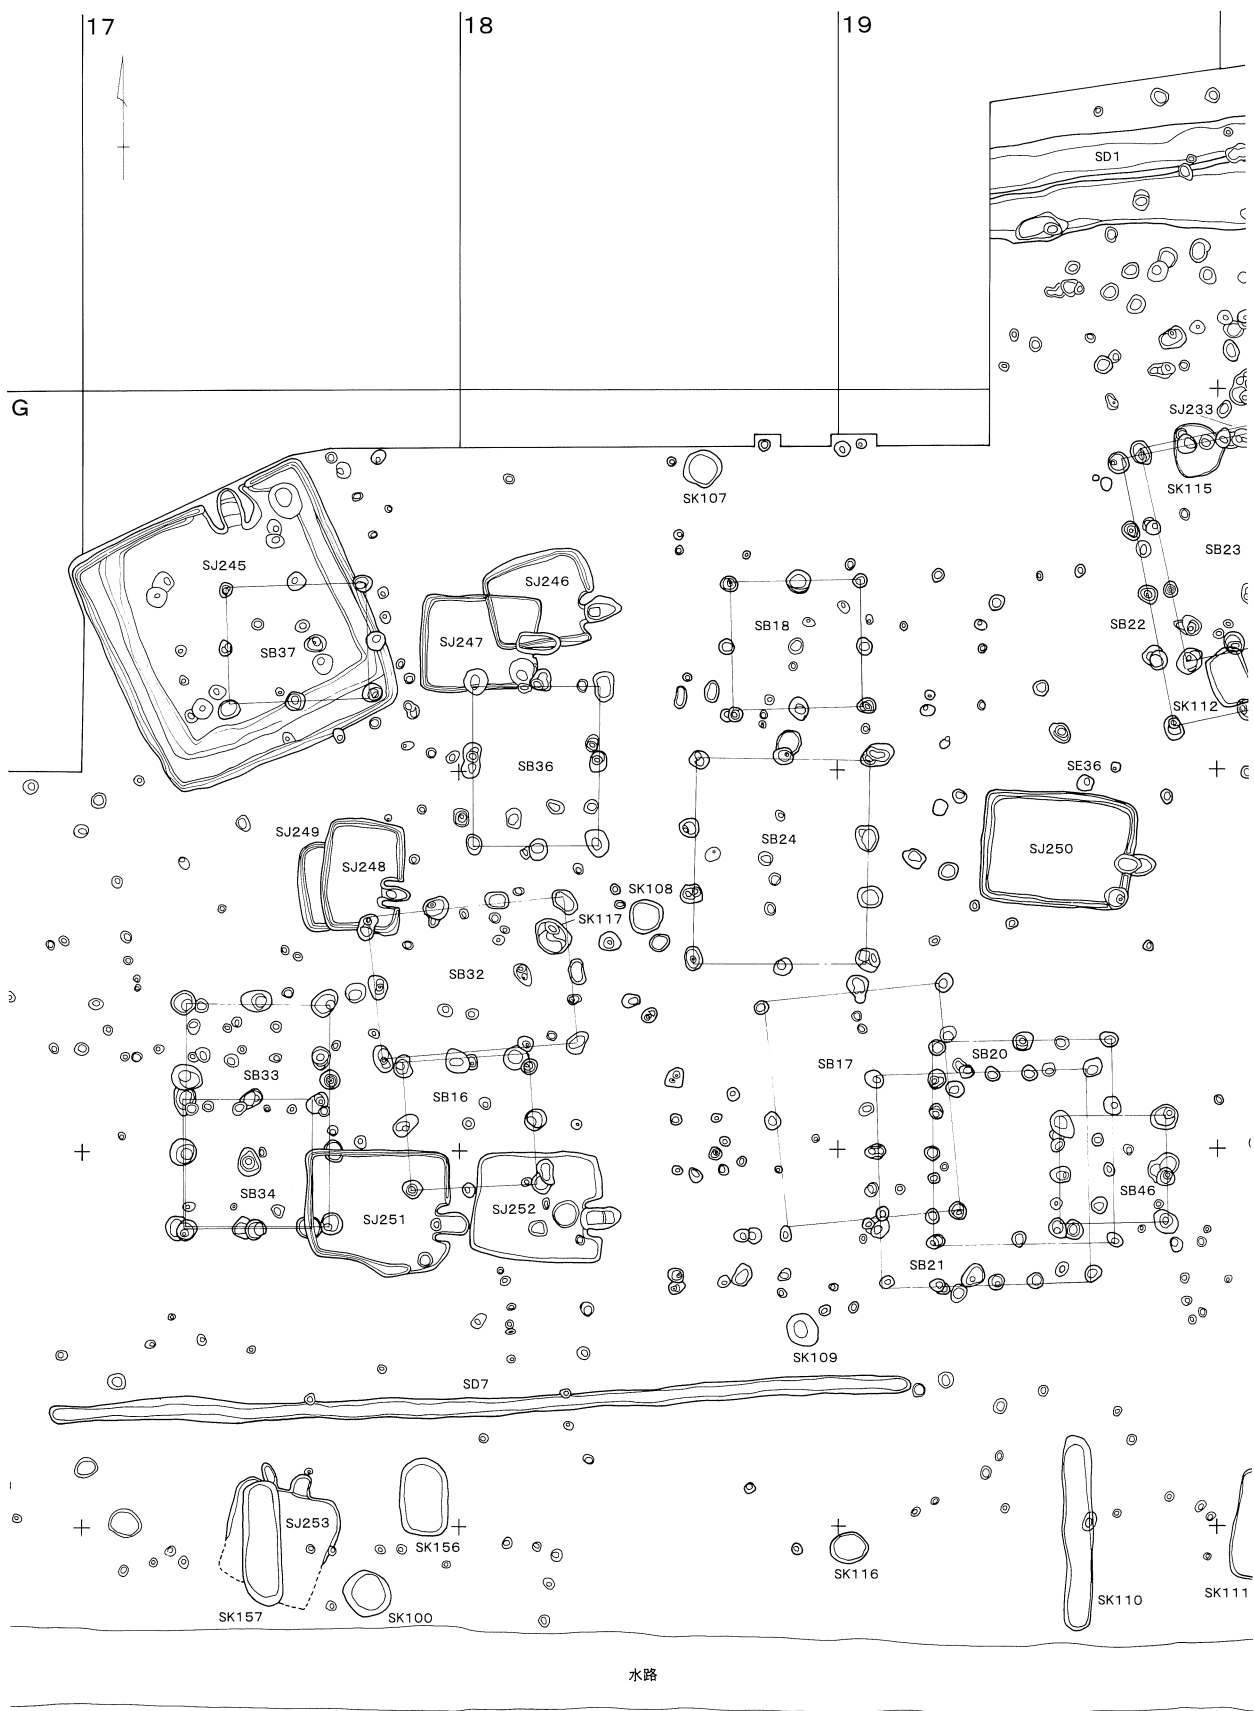 17
18
19
SD1
G
SJ233
SK107
SK115
SJ245
SJ246
SB23
SB18
SB22
SJ247
SB37
SK112
SB36
SE36
SJ249
SB24
SJ250
SJ248
SK108
SK117
SB32
SB20
SB17
SB33
SB16
SB34
SB46
SJ251
SJ252
SB21
SK109
SD7
SJ253
SK156
SK116
SK111
SK110
SK157
SK100
水路